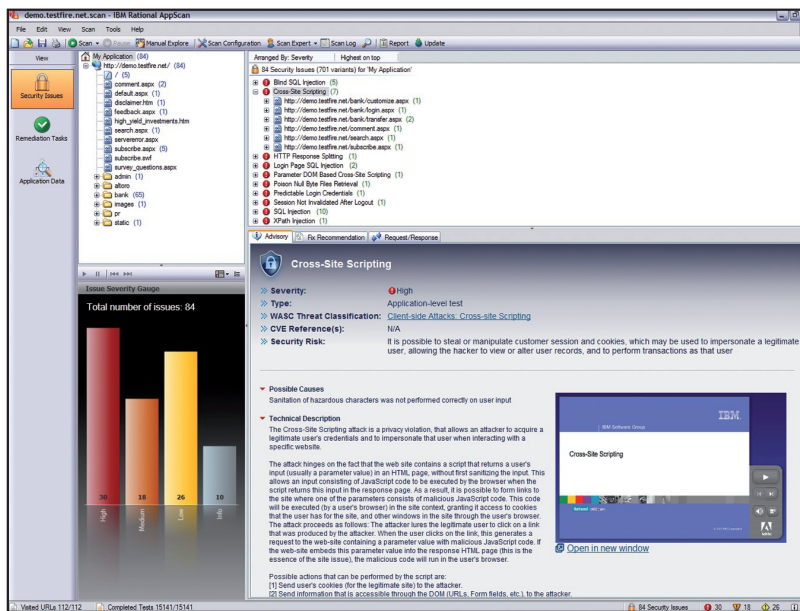 demo.testfire.net.scan - IBM Rational AppScan
File Edit View Scan Tools Help
Scan Pause Manual Explore Scan Configuration Scan Expert Scan Log Report Update
View
Security Issues
Remediation Tasks
Application Data
My Application (84)
http://demo.testfire.net/ (84)
/ (5)
comment.aspx (2)
default.aspx (1)
disclaimer.htm (1)
feedback.aspx (1)
high_yield_investments.htm
search.aspx (1)
servererror.aspx
subscribe.aspx (5)
subscribe.swf
survey_questions.aspx
admin (1)
altoro
bank (65)
images (1)
pr
static (1)
Arranged By: Severity Highest on top
84 Security Issues (701 variants) for 'My Application'
Blind SQL Injection (5)
Cross-Site Scripting (7)
http://demo.testfire.net/bank/customize.aspx (1)
http://demo.testfire.net/bank/login.aspx (1)
http://demo.testfire.net/bank/transfer.aspx (2)
http://demo.testfire.net/comment.aspx (1)
http://demo.testfire.net/search.aspx (1)
http://demo.testfire.net/subscribe.aspx (1)
HTTP Response Splitting (1)
Login Page SQL Injection (2)
Parameter DOM Based Cross-Site Scripting (1)
Poison Null Byte Files Retrieval (1)
Predictable Login Credentials (1)
Session Not Invalidated After Logout (1)
SQL Injection (10)
XPath Injection (1)
Issue Severity Gauge
Total number of issues: 84
30 18 26 10
High Medium Low Info
Advisory Fix Recommendation Request/Response
Cross-Site Scripting
Severity: High
Type: Application-level test
WASC Threat Classification: Client-side Attacks: Cross-site Scripting
CVE Reference(s): N/A
Security Risk: It is possible to steal or manipulate customer session and cookies, which may be used to impersonate a legitimate
user, allowing the hacker to view or alter user records, and to perform transactions as that user
Possible Causes
Sanitation of hazardous characters was not performed correctly on user input
Technical Description
The Cross-Site Scripting attack is a privacy violation, that allows an attacker to acquire a
legitimate user's credentials and to impersonate that user when interacting with a
specific website.
The attack hinges on the fact that the web site contains a script that returns a user's
input (usually a parameter value) in an HTML page, without first sanitizing the input. This
allows an input consisting of JavaScript code to be executed by the browser when the
script returns this input in the response page. As a result, it is possible to form links to
the site where one of the parameters consists of malicious JavaScript code. This code
will be executed (by a user's browser) in the site context, granting it access to cookies
that the user has for the site, and other windows in the site through the user's browser.
The attack proceeds as follows: The attacker lures the legitimate user to click on a link
that was produced by the attacker. When the user clicks on the link, this generates a
request to the web-site containing a parameter value with malicious JavaScript code. If
the web-site embeds this parameter value into the response HTML page (this is the
essence of the site issue), the malicious code will run in the user's browser.
Possible actions that can be performed by the script are:
[1] Send user's cookies (for the legitimate site) to the attacker.
[2] Send information that is accessible through the DOM (URLs, Form fields, etc.), to the attacker.
IBM Software Group
IBM
Cross-Site Scripting
Open in new window
Visited URLs 112/112 Completed Tests 15141/15141 84 Security Issues 30 18 26